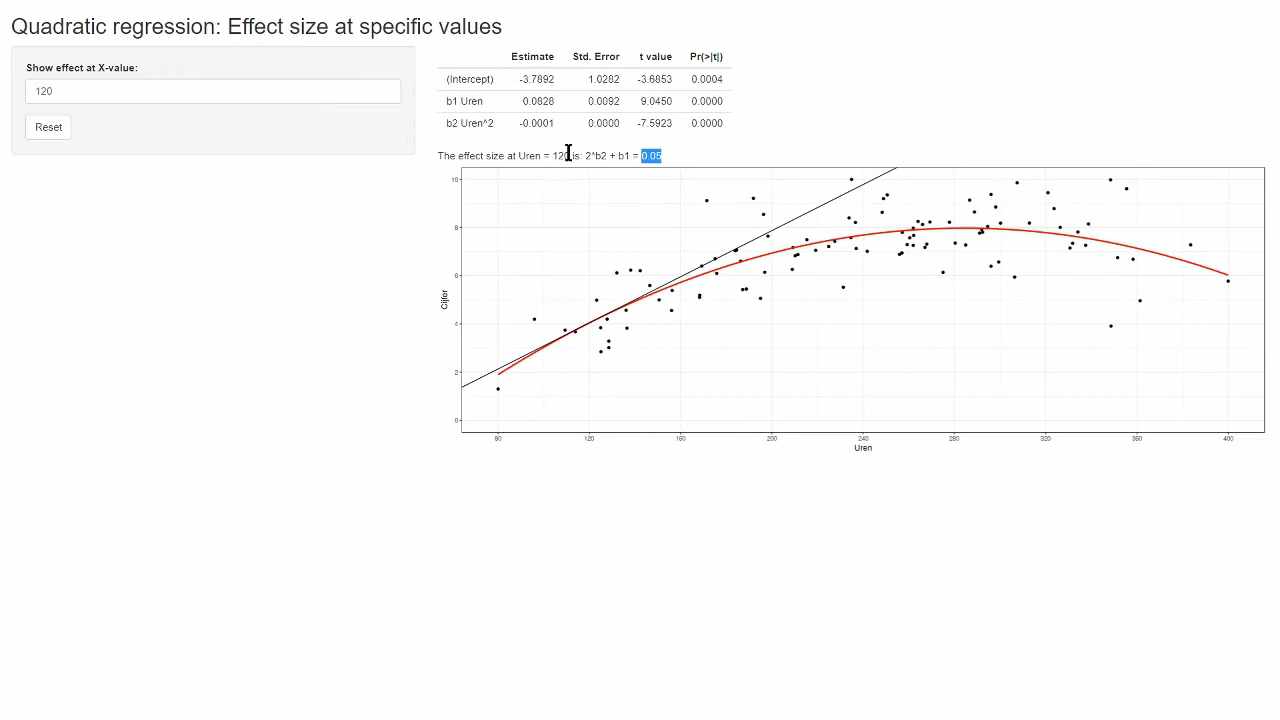 Quadratic regression: Effect size at specific values
Show effect at X-value:
120
Reset
Estimate Std. Error t value Pr(>|t|)
(Intercept) -3.7892 1.0282 -3.6853 0.0004
b1 Uren 0.0828 0.0092 9.0450 0.0000
b2 Uren^2 -0.0001 0.0000 -7.5923 0.0000
The effect size at Uren = 120 is: 2*b2 + b1 = 0.05
10
8
6
4
2
0
Cijfer
80 120 160 200 240 280 320 360 400
Uren